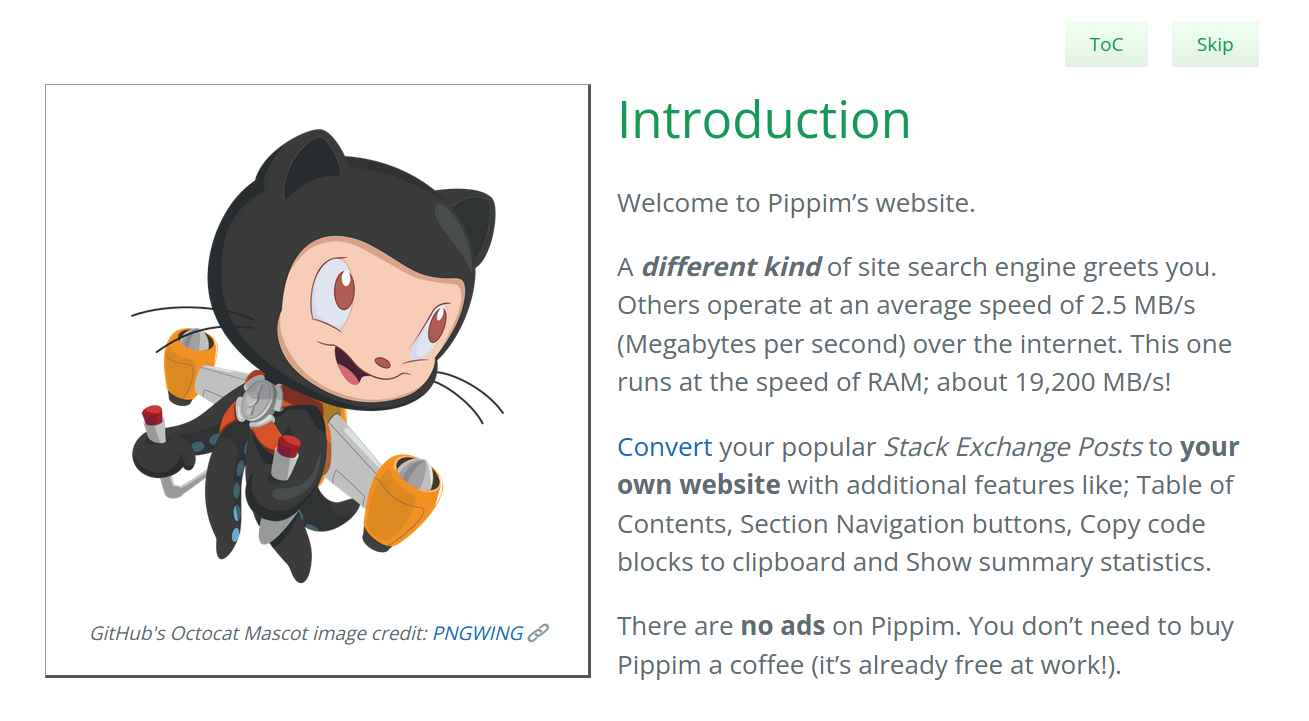 ToC Skip
Introduction
Welcome to Pippim’s website.
A different kind of site search engine greets you.
Others operate at an average speed of 2.5 MB/s
(Megabytes per second) over the internet. This one
runs at the speed of RAM; about 19,200 MB/s!
Convert your popular Stack Exchange Posts to your
own website with additional features like; Table of
Contents, Section Navigation buttons, Copy code
blocks to clipboard and Show summary statistics.
There are no ads on Pippim. You don’t need to buy
Pippim a coffee (it’s already free at work!).
GitHub's Octocat Mascot image credit: PNGWING